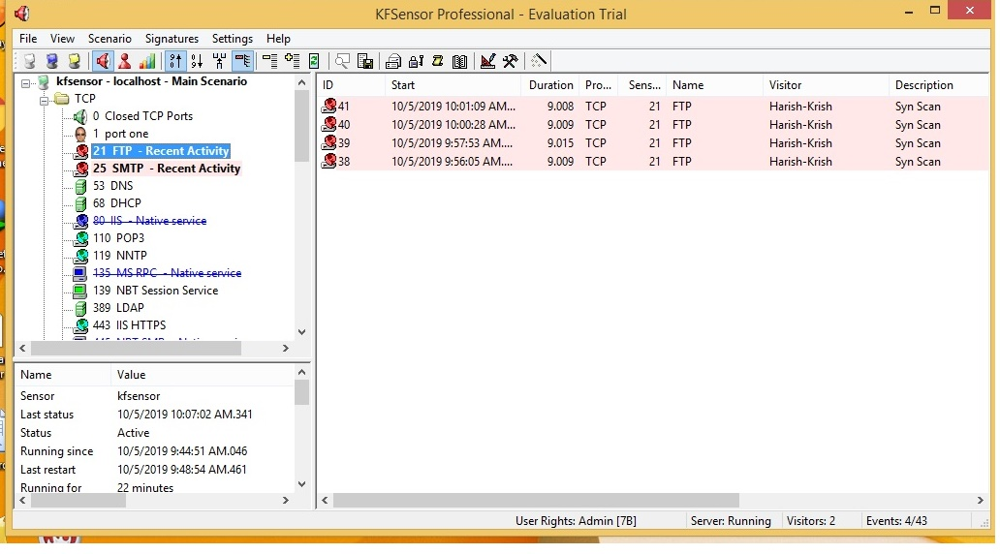 KFSensor Professional - Evaluation Trial
File View Scenario Signatures Settings Help
kfsensor - localhost - Main Scenario
TCP
0 Closed TCP Ports
1 port one
21 FTP - Recent Activity
25 SMTP - Recent Activity
53 DNS
68 DHCP
80 IIS - Native service
110 POP3
119 NNTP
135 MS RPC - Native service
139 NBT Session Service
389 LDAP
443 IIS HTTPS
ID Start Duration Pro... Sens... Name Visitor Description
41 10/5/2019 10:01:09 AM.... 9.008 TCP 21 FTP Harish-Krish Syn Scan
40 10/5/2019 10:00:28 AM.... 9.009 TCP 21 FTP Harish-Krish Syn Scan
39 10/5/2019 9:57:53 AM.... 9.015 TCP 21 FTP Harish-Krish Syn Scan
38 10/5/2019 9:56:05 AM.... 9.009 TCP 21 FTP Harish-Krish Syn Scan
Name Value
Sensor kfsensor
Last status 10/5/2019 10:07:02 AM.341
Status Active
Running since 10/5/2019 9:44:51 AM.046
Last restart 10/5/2019 9:48:54 AM.461
Running for 22 minutes
User Rights: Admin [7B] Server: Running Visitors: 2 Events: 4/43